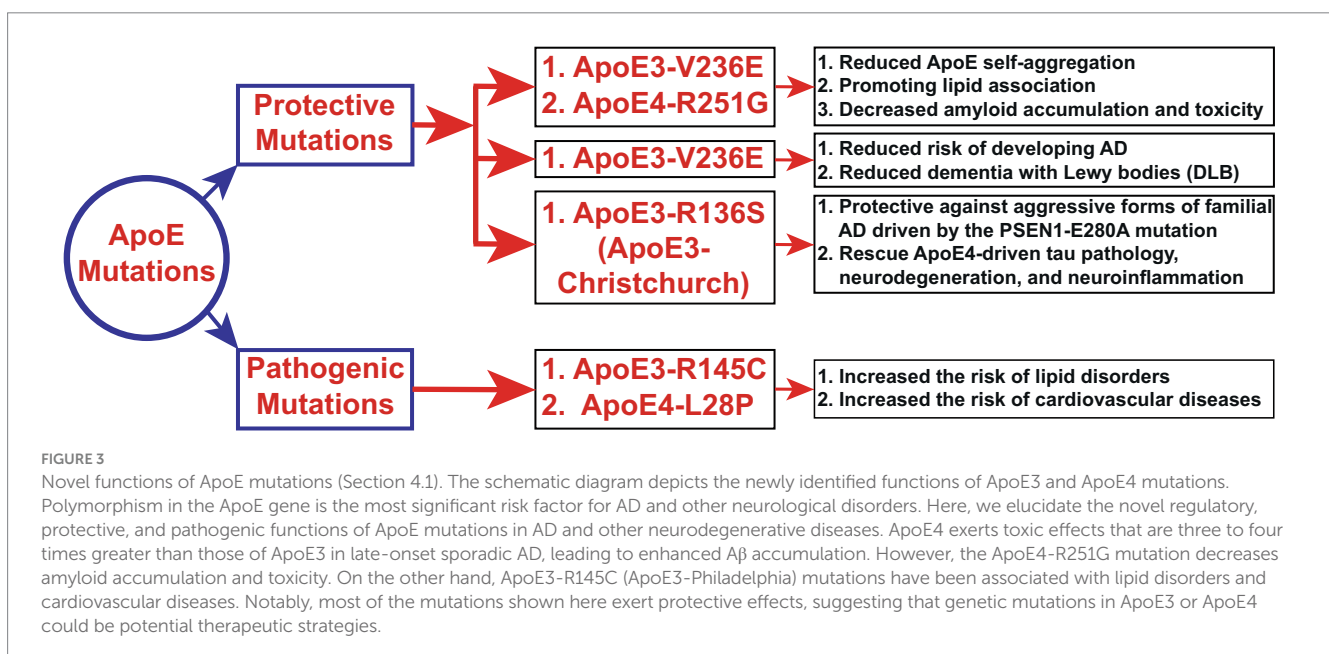 ApoE
Mutations
Protective
Mutations
1. ApoE3-V236E
2. ApoE4-R251G
1. Reduced ApoE self-aggregation
2. Promoting lipid association
3. Decreased amyloid accumulation and toxicity
1. ApoE3-V236E
1. Reduced risk of developing AD
2. Reduced dementia with Lewy bodies (DLB)
1. ApoE3-R136S
(ApoE3-
Christchurch)
1. Protective against aggressive forms of familial
AD driven by the PSEN1-E280A mutation
2. Rescue ApoE4-driven tau pathology,
neurodegeneration, and neuroinflammation
Pathogenic
Mutations
1. ApoE3-R145C
2. ApoE4-L28P
1. Increased the risk of lipid disorders
2. Increased the risk of cardiovascular diseases
FIGURE 3
Novel functions of ApoE mutations (Section 4.1). The schematic diagram depicts the newly identified functions of ApoE3 and ApoE4 mutations.
Polymorphism in the ApoE gene is the most significant risk factor for AD and other neurological disorders. Here, we elucidate the novel regulatory,
protective, and pathogenic functions of ApoE mutations in AD and other neurodegenerative diseases. ApoE4 exerts toxic effects that are three to four
times greater than those of ApoE3 in late-onset sporadic AD, leading to enhanced Aβ accumulation. However, the ApoE4-R251G mutation decreases
amyloid accumulation and toxicity. On the other hand, ApoE3-R145C (ApoE3-Philadelphia) mutations have been associated with lipid disorders and
cardiovascular diseases. Notably, most of the mutations shown here exert protective effects, suggesting that genetic mutations in ApoE3 or ApoE4
could be potential therapeutic strategies.